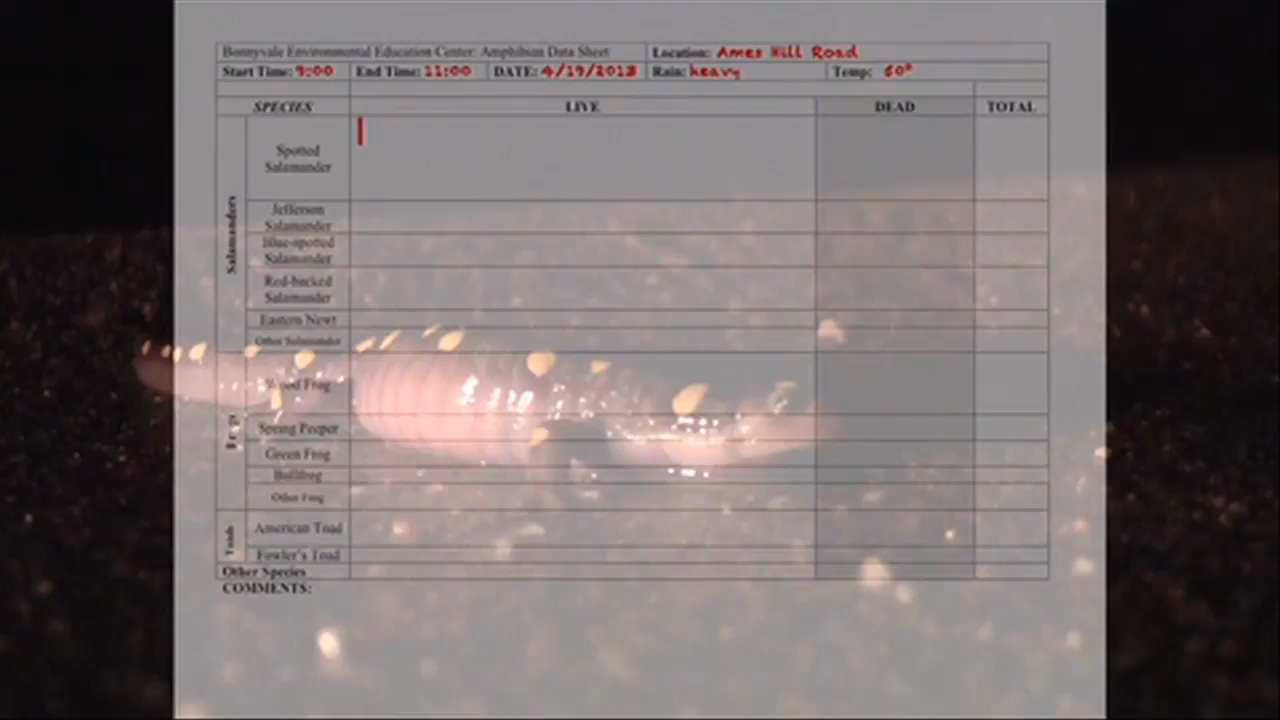 Bonnyvale Environmental Education Center: Amphibian Data Sheet Location: Ames Hill Road
Start Time: 9:00 End Time: 11:00 DATE: 4/19/2013 Rain: heavy Temp: 50°
SPECIES LIVE DEAD TOTAL
Salamanders
Spotted
Salamander
Jefferson
Salamander
Blue-spotted
Salamander
Red-backed
Salamander
Eastern Newt
Other Salamander
Frogs
Wood Frog
Spring Peeper
Green Frog
Bullfrog
Other Frog
Toads
American Toad
Fowler's Toad
Other Species
COMMENTS: